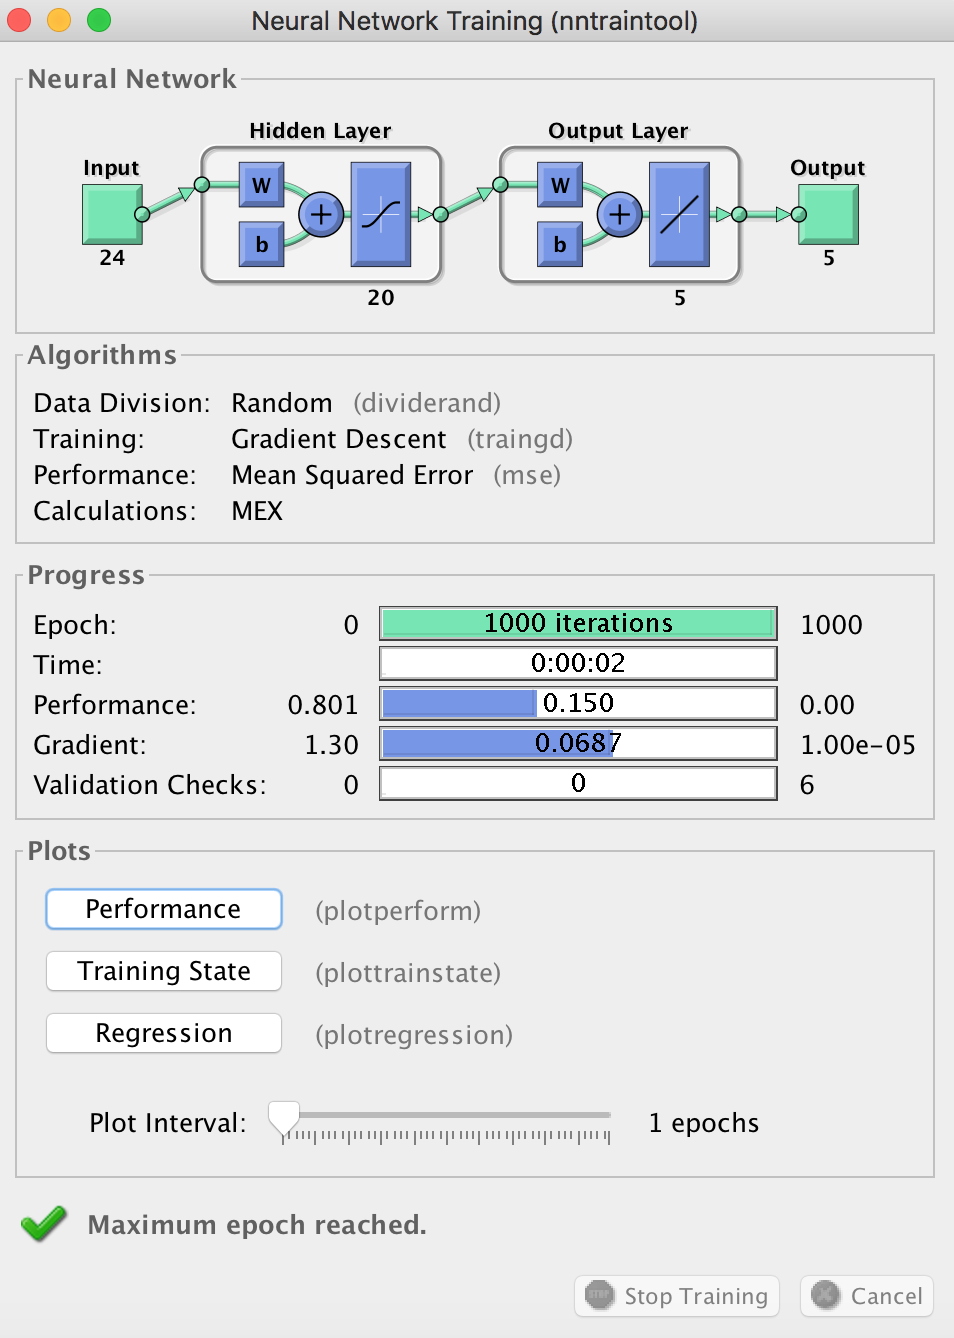 Neural Network Training (nntraintool)
Neural Network
Hidden Layer
Output Layer
Input
Output
W
W
b
b
24
5
20
5
Algorithms
Data Division: Random (dividerand)
Training: Gradient Descent (traingd)
Performance: Mean Squared Error (mse)
Calculations: MEX
Progress
Epoch: 0 1000 iterations 1000
Time: 0:00:02
Performance: 0.801 0.150 0.00
Gradient: 1.30 0.0687 1.00e-05
Validation Checks: 0 0 6
Plots
Performance (plotperform)
Training State (plottrainstate)
Regression (plotregression)
Plot Interval: 1 epochs
Maximum epoch reached.
STOP Stop Training Cancel